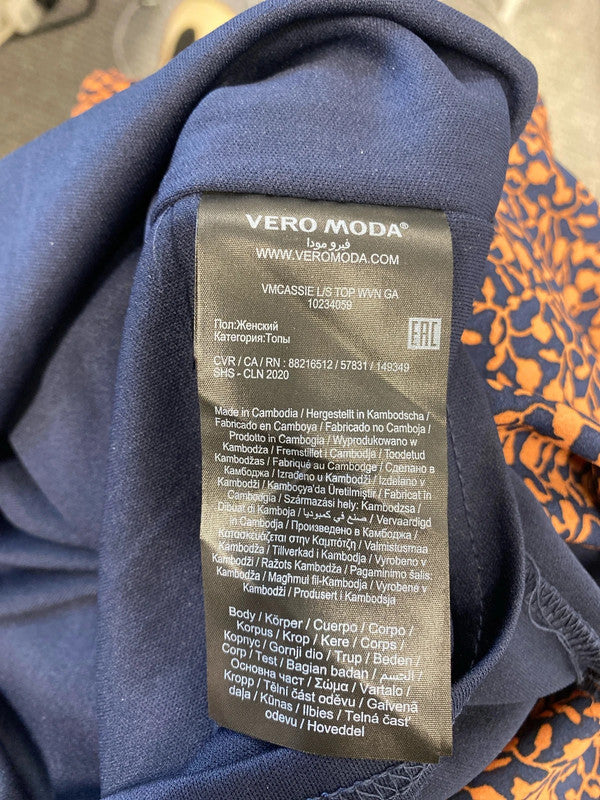 VERO MODA®
فيرو مودا
WWW.VEROMODA.COM
VMCASSIE L/S TOP WVN GA
10234059
Пол:Женский
Категория:Топы
EAC
CVR / CA / RN : 88216512 / 57831 / 149349
SHS - CLN 2020
Made in Cambodia / Hergestellt in Kambodscha /
Fabricado en Camboya / Fabricado no Camboja /
Prodotto in Cambogia / Wyprodukowano w
Kambodża / Fremstillet i Cambodja / Toodetud
Kambodžas / Fabriqué au Cambodge / Сделано в
Камбоджа / Izrađeno u Kambodži / Izdelano v
Kambodži / Kamboçya'da Üretilmiştir / Fabricat în
Cambodgia / Származási hely: Kambodzsa /
Dibuat di Kamboja / صنع في كمبوديا / Vervaardigd
in Cambodja / Произведено в Камбоджа /
Κατασκευάζεται στην Καμπότζη / Valmistusmaa
Kambodža / Tillverkad i Kambodja / Vyrobeno v
Kambodži / Ražots Kambodžā / Pagaminimo šalis:
Kambodža / Magħmul fil-Kambodja / Vyrobené v
Kambodži / Produsert i Kambodsja
Body / Körper / Cuerpo / Corpo /
Korpus / Krop / Kere / Corps /
Корпус / Gornji dio / Trup / Beden /
Corp / Test / Bagian badan / الجسم /
Основна част / Σώμα / Vartalo /
Kropp / Tělní část oděvu / Galvenā
daļa / Kūnas / Ilbies / Telná časť
odevu / Hoveddel